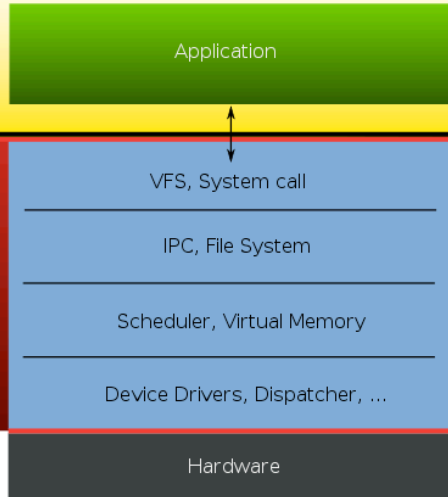 Application
VFS, System call
IPC, File System
Scheduler, Virtual Memory
Device Drivers, Dispatcher, ...
Hardware